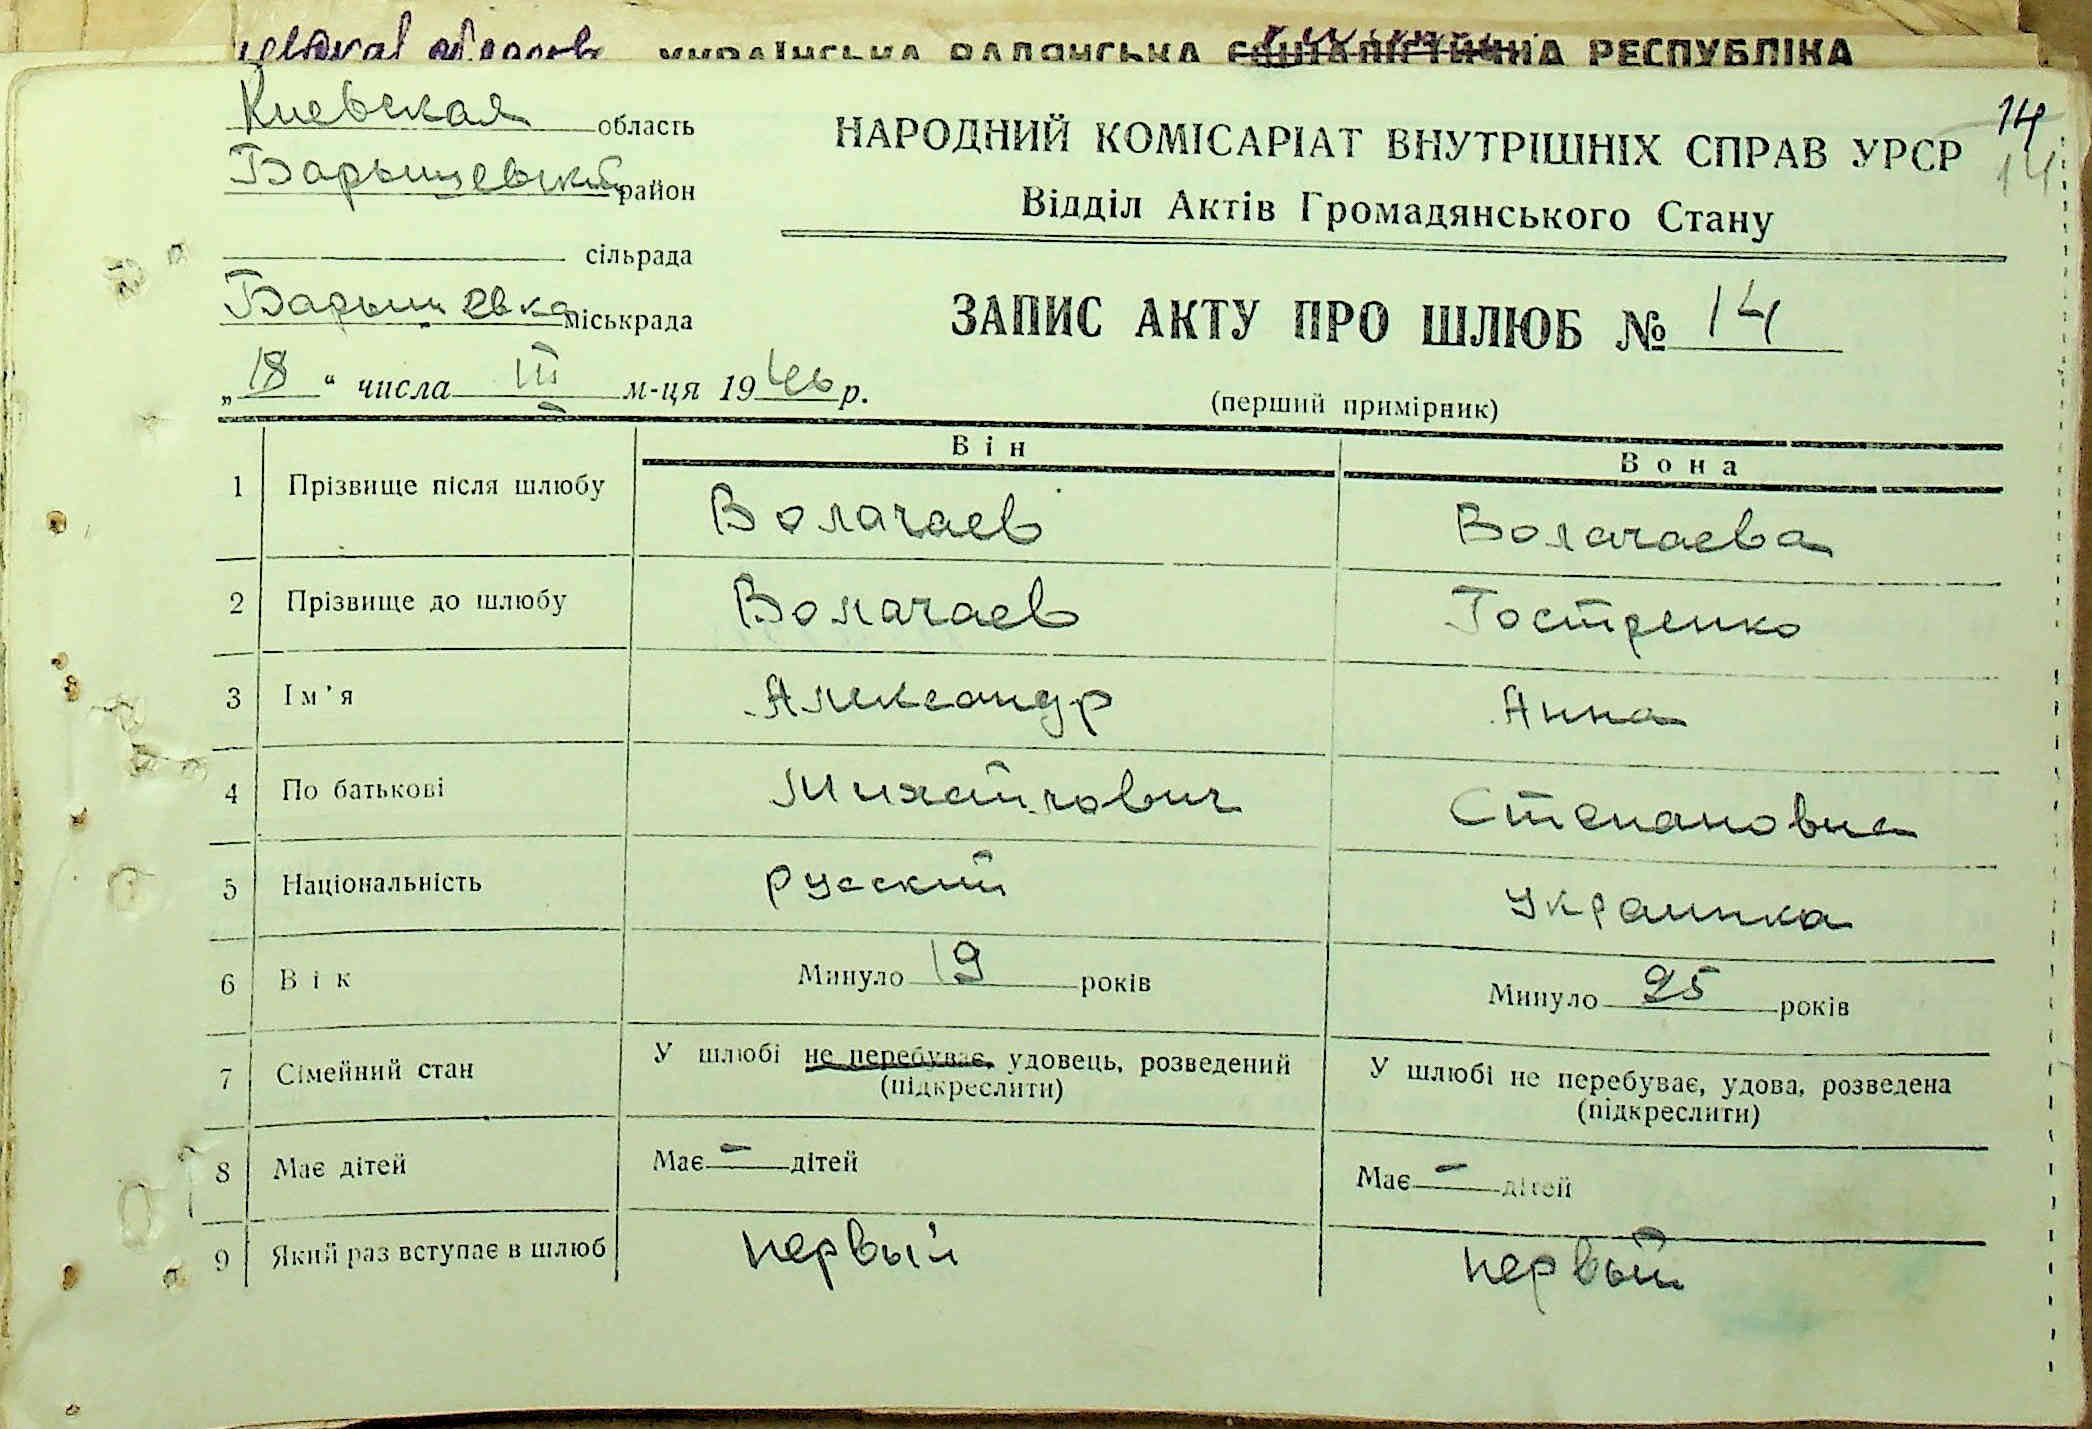 УКРАЇНСЬКА РАДЯНСЬКА СОЦІАЛІСТИЧНА РЕСПУБЛІКА
Киевская область
Барышевский район
сільрада
Барышевка міськрада
„18“ числа III м-ця 1946 р.
14
14
НАРОДНИЙ КОМІСАРІАТ ВНУТРІШНІХ СПРАВ УРСР
Відділ Актів Громадянського Стану
ЗАПИС АКТУ ПРО ШЛЮБ № 14
(перший примірник)
Він Вона
1 Прізвище після шлюбу Волачаев Волачаева
2 Прізвище до шлюбу Волачаев Гостренко
3 Ім'я Александр Анна
4 По батькові Михайлович Степановна
5 Національність русский Украинка
6 Вік Минуло 19 років Минуло 25 років
7 Сімейний стан У шлюбі не перебуває, удовець, розведений У шлюбі не перебуває, удова, розведена
(підкреслити) (підкреслити)
8 Має дітей Має – дітей Має – дітей
9 Який раз вступає в шлюб первый первый